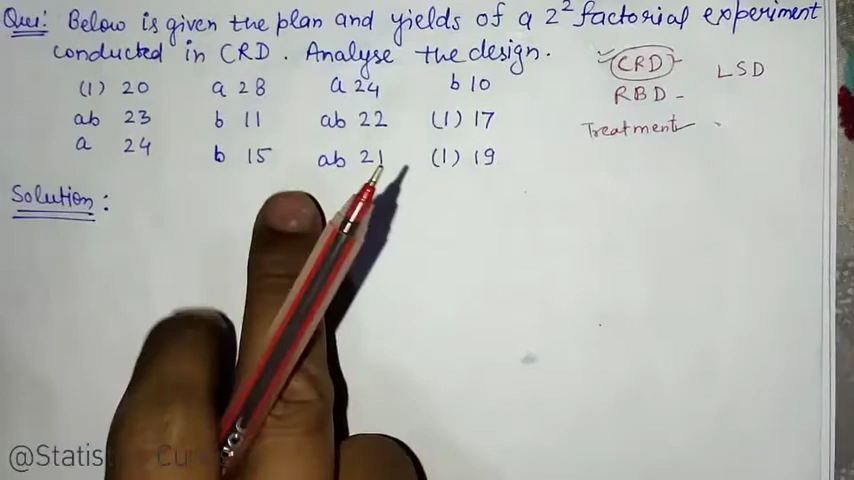 Que: Below is given the plan and yields of a 2² factorial experiment
conducted in CRD. Analyse the design.
(1) 20 a 28 a 24 b 10
ab 23 b 11 ab 22 (1) 17
a 24 b 15 ab 21 (1) 19
CRD LSD
RBD
Treatment
Solution: